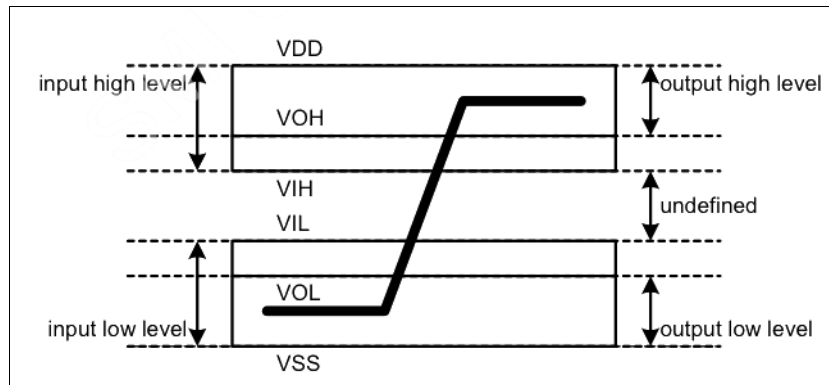 VDD
input high level
output high level
VOH
VIH
undefined
VIL
VOL
input low level
output low level
VSS